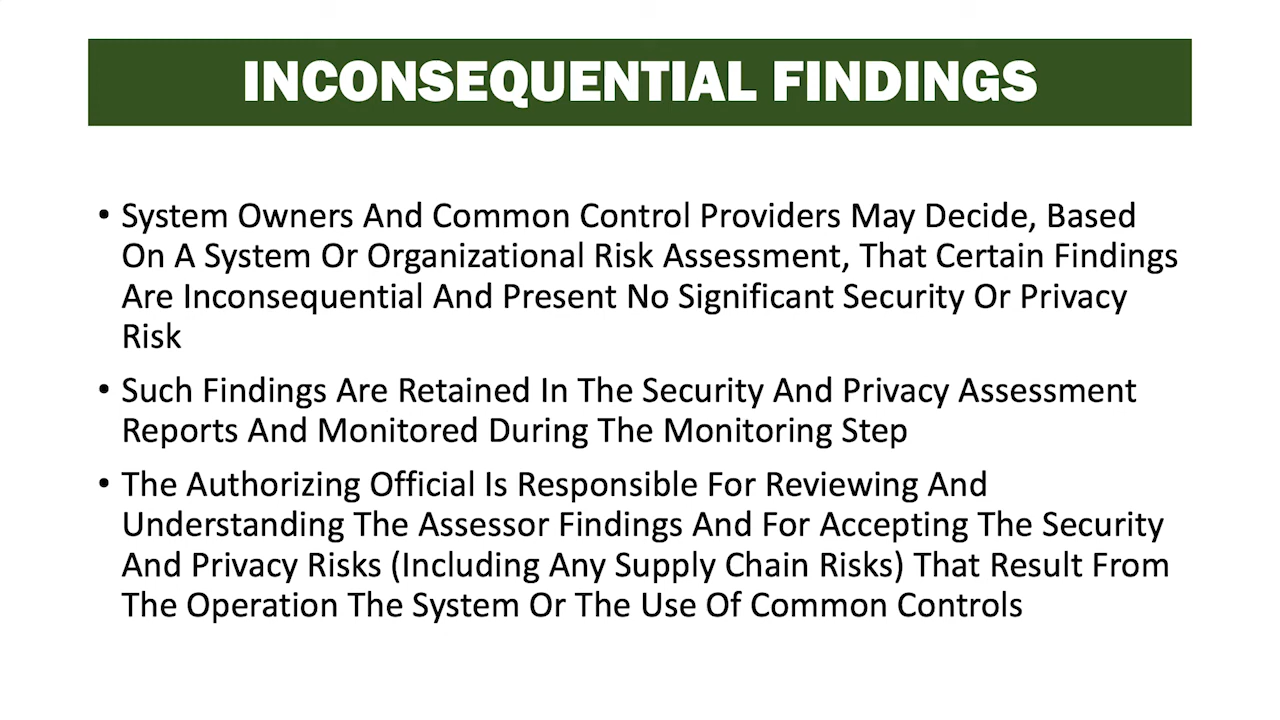 INCONSEQUENTIAL FINDINGS
• System Owners And Common Control Providers May Decide, Based
On A System Or Organizational Risk Assessment, That Certain Findings
Are Inconsequential And Present No Significant Security Or Privacy
Risk
• Such Findings Are Retained In The Security And Privacy Assessment
Reports And Monitored During The Monitoring Step
• The Authorizing Official Is Responsible For Reviewing And
Understanding The Assessor Findings And For Accepting The Security
And Privacy Risks (Including Any Supply Chain Risks) That Result From
The Operation The System Or The Use Of Common Controls